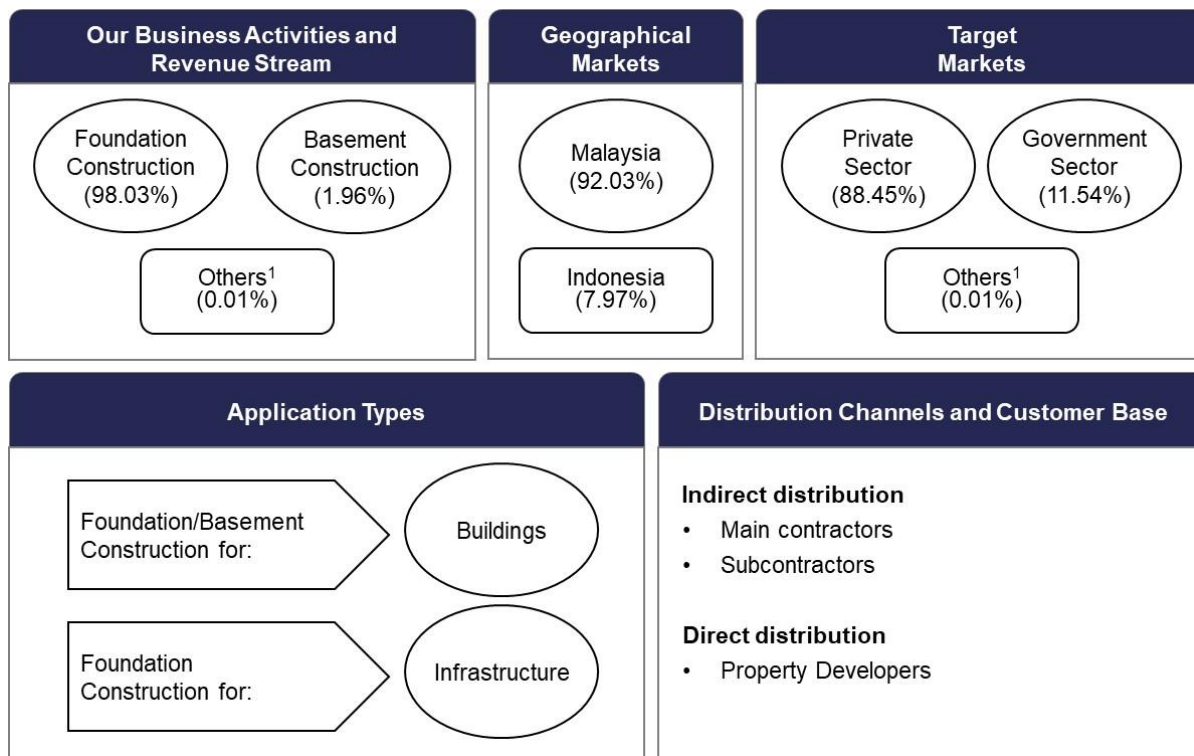 Our Business Activities and
Revenue Stream
Foundation
Construction
(98.03%)
Basement
Construction
(1.96%)
Others¹
(0.01%)
Geographical
Markets
Malaysia
(92.03%)
Indonesia
(7.97%)
Target
Markets
Private
Sector
(88.45%)
Government
Sector
(11.54%)
Others¹
(0.01%)
Application Types
Foundation/Basement
Construction for:
Buildings
Foundation
Construction for:
Infrastructure
Distribution Channels and Customer Base
Indirect distribution
• Main contractors
• Subcontractors
Direct distribution
• Property Developers